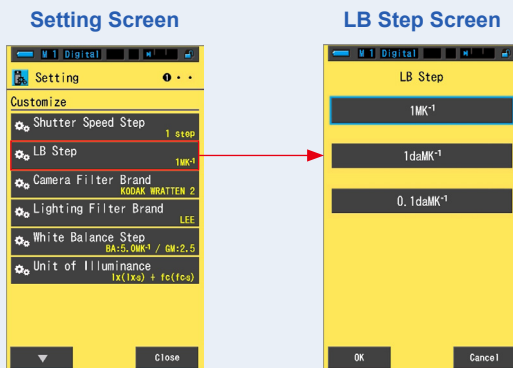 Setting Screen
M 1 Digital
Setting
❶ · ·
Customize
Shutter Speed Step
1 step
LB Step
1MK⁻¹
Camera Filter Brand
KODAK WRATTEN 2
Lighting Filter Brand
LEE
White Balance Step
BA:5.0MK⁻¹ / GM:2.5
Unit of Illuminance
lx(lx·s) + fc(fc·s)
▼
Close
LB Step Screen
M 1 Digital
LB Step
1MK⁻¹
1daMK⁻¹
0.1daMK⁻¹
OK
Cancel